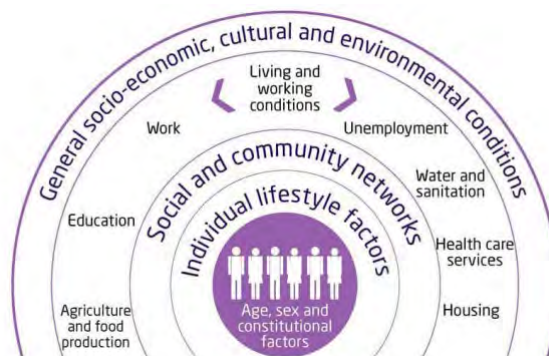 General socio-economic, cultural and environmental conditions
Living and
working
conditions
Work
Unemployment
Education
Water and
sanitation
Health care
services
Agriculture
and food
production
Housing
Social and community networks
Individual lifestyle factors
Age, sex and
constitutional
factors